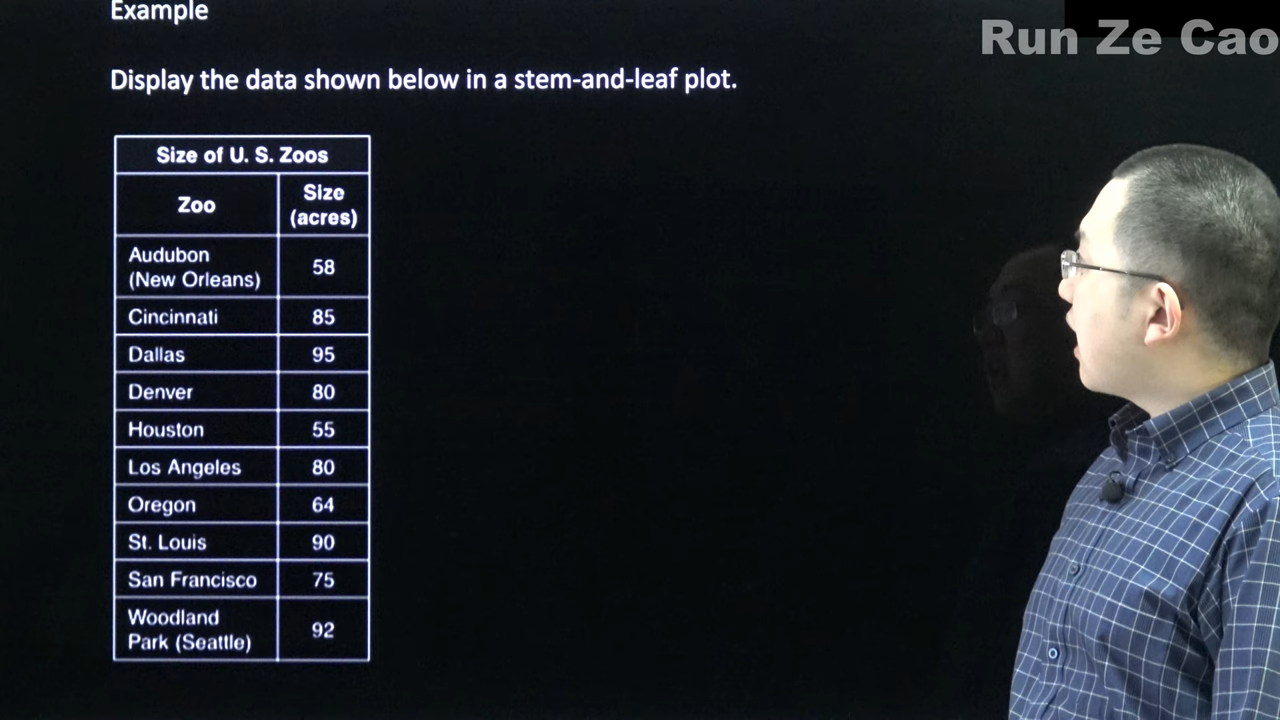 Example
Run Ze Cao
Display the data shown below in a stem-and-leaf plot.
Size of U. S. Zoos
Zoo
Size
(acres)
Audubon
(New Orleans)
58
Cincinnati 85
Dallas 95
Denver 80
Houston 55
Los Angeles 80
Oregon 64
St. Louis 90
San Francisco 75
Woodland
Park (Seattle)
92